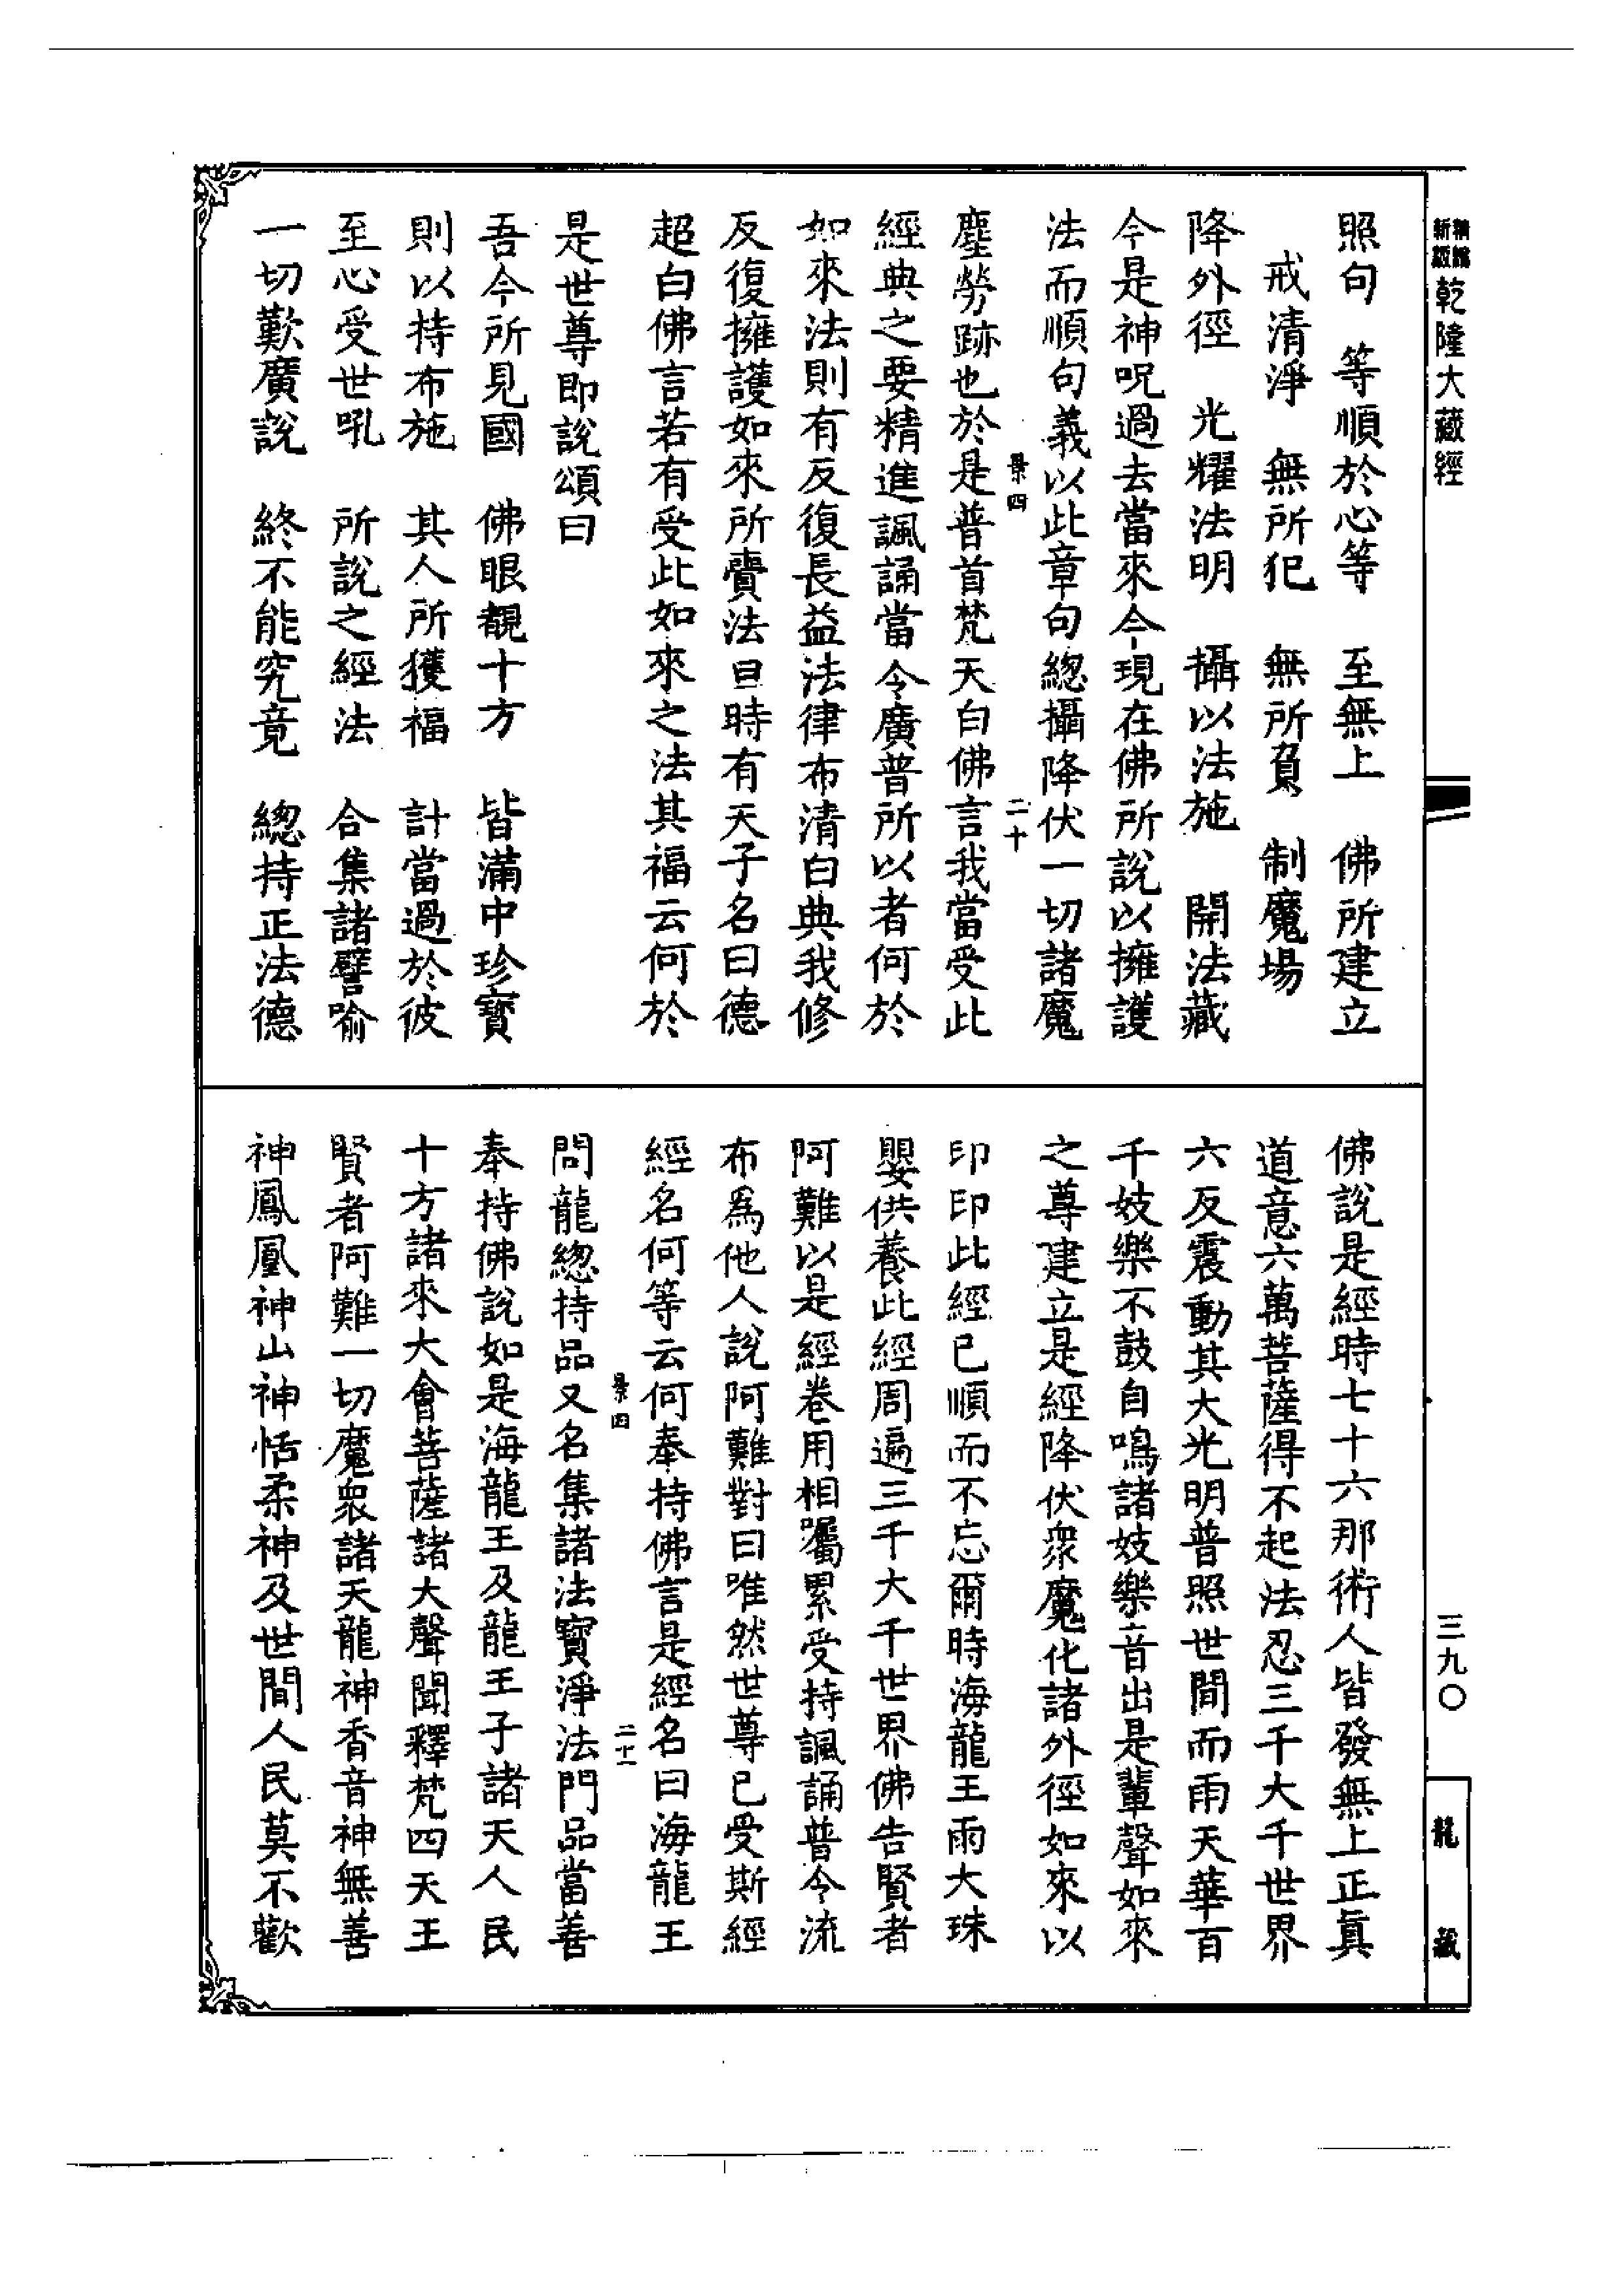 新版 精縮 乾隆大藏經
三九〇
龍藏
照句　等順於心等　至無上　佛所建立
戒清淨　無所犯　無所負　制魔場
降外徑　光耀法明　攝以法施　開法藏
今是神呪過去當來今現在佛所說以擁護
法而順句義以此章句總攝降伏一切諸魔
景四
二十
塵勞跡也於是普首梵天白佛言我當受此
經典之要精進諷誦當令廣普所以者何於
如來法則有反復長益法律布清白典我修
反復擁護如來所賷法旦時有天子名曰德
超白佛言若有受此如來之法其福云何於
是世尊即說頌曰
吾今所見國　佛眼覩十方　皆滿中珍寶
則以持布施　其人所獲福　計當過於彼
至心受世吼　所說之經法　合集諸譬喻
一切歎廣說　終不能究竟　總持正法德
佛說是經時七十六那術人皆發無上正真
道意六萬菩薩得不起法忍三千大千世界
六反震動其大光明普照世間而雨天華百
千妓樂不鼓自鳴諸妓樂音出是輩聲如來
之尊建立是經降伏眾魔化諸外徑如來以
印印此經已順而不忘爾時海龍王雨大珠
嬰供養此經周遍三千大千世界佛告賢者
阿難以是經卷用相囑累受持諷誦普令流
布爲他人說阿難對曰唯然世尊已受斯經
經名何等云何奉持佛言是經名曰海龍王
景四
二十一
問龍總持品又名集諸法寶淨法門品當善
奉持佛說如是海龍王及龍王子諸天人民
十方諸來大會菩薩諸大聲聞釋梵四天王
賢者阿難一切魔衆諸天龍神香音神無善
神鳳凰神山神恬柔神及世間人民莫不歡